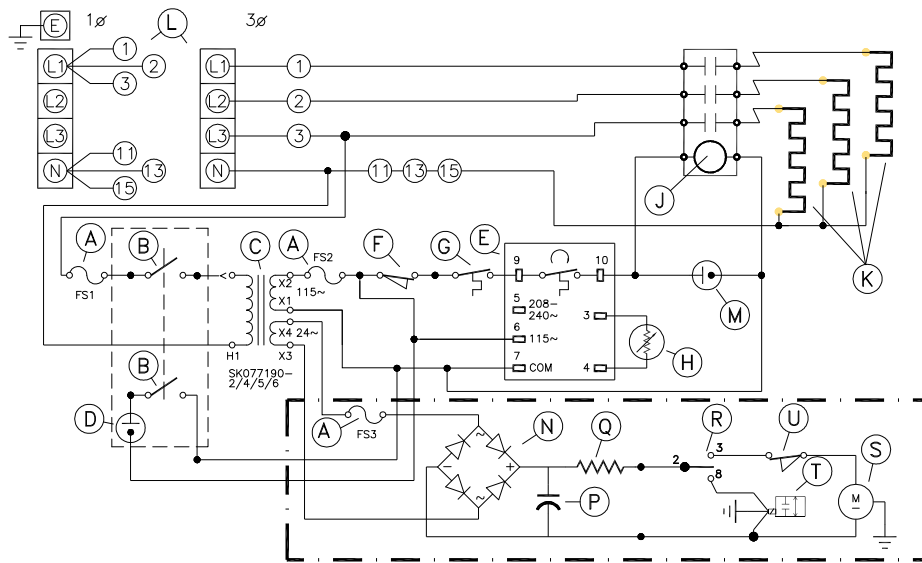 E 1ø L 3ø
L1 1 2 3 L1 1
L2 L2 2
L3 L3 3
N 11 13 15 N 11 13 15
J
K
A B C A FS2 F G E
FS1 X2 115~ X1
9 10
5 208-
240~
6 115~
7 COM
3
4
H
M
X4 24~
H1 X3
SK077190-
2/4/5/6
B
D
A FS3
N Q R U
~ - + ~
P
2 3 8
T
S
M